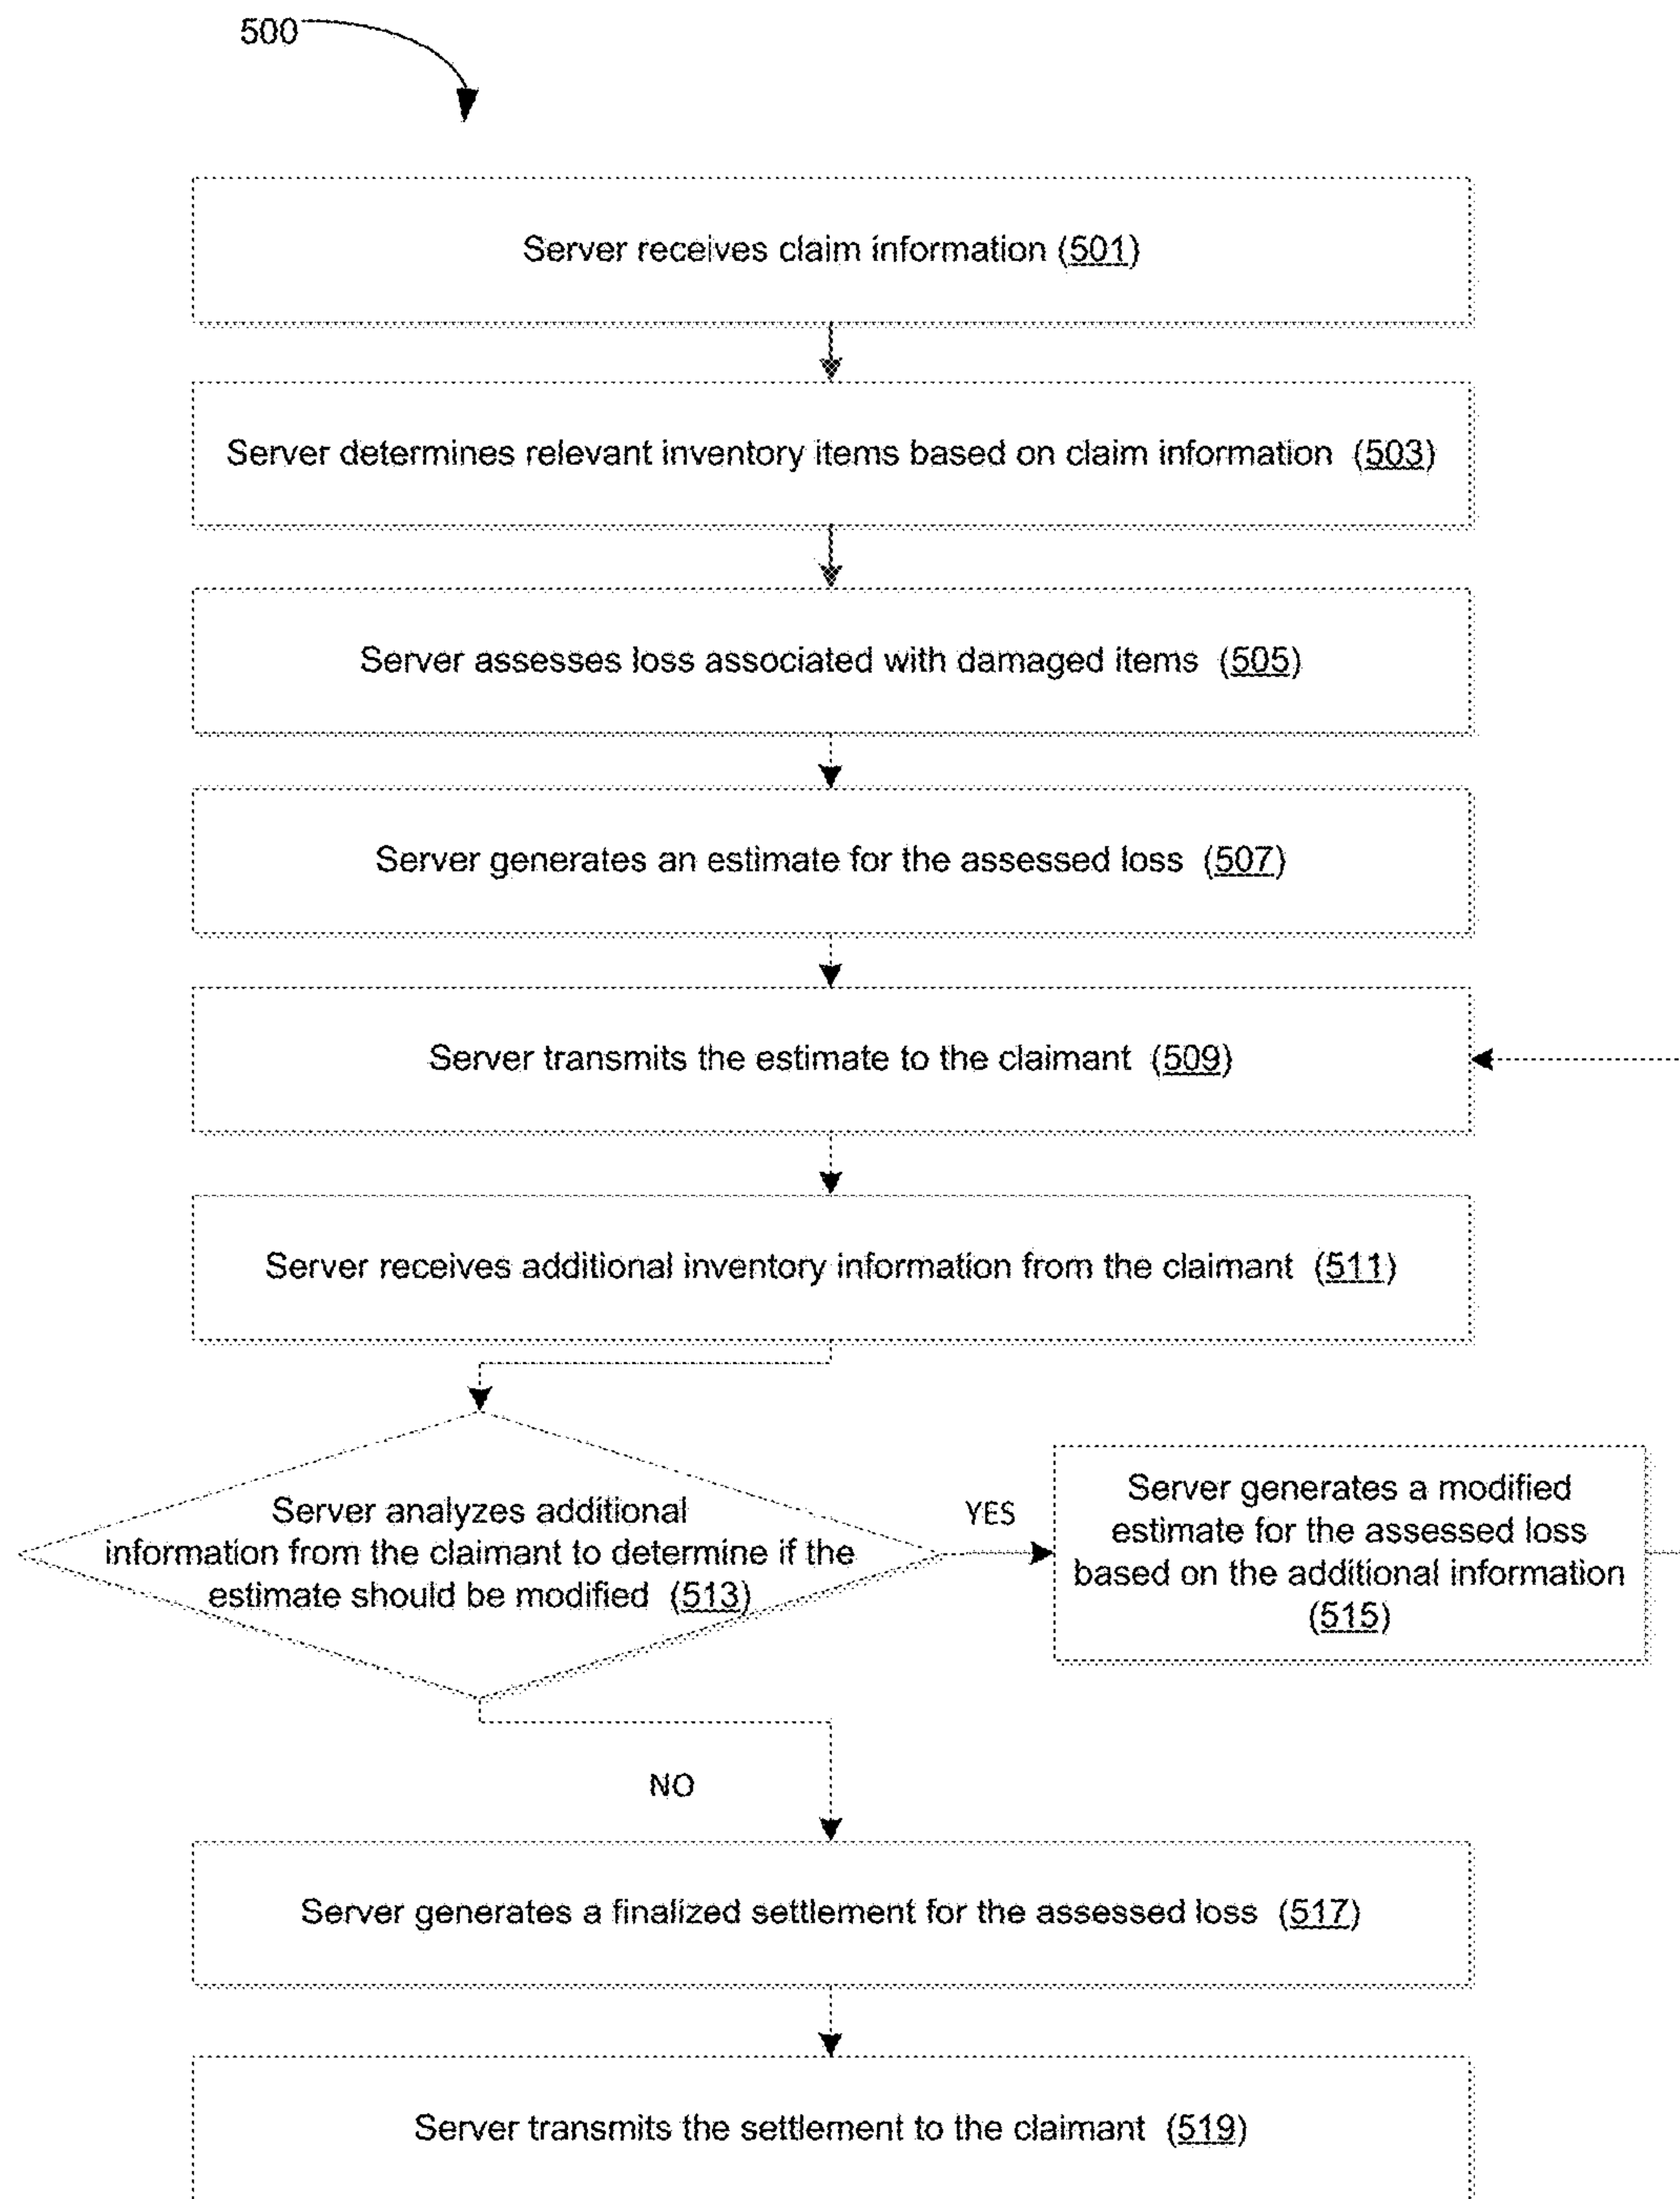 500
Server receives claim information (501)
Server determines relevant inventory items based on claim information (503)
Server assesses loss associated with damaged items (505)
Server generates an estimate for the assessed loss (507)
Server transmits the estimate to the claimant (509)
Server receives additional inventory information from the claimant (511)
Server analyzes additional
information from the claimant to determine if the
estimate should be modified (513)
YES
Server generates a modified
estimate for the assessed loss
based on the additional information
(515)
NO
Server generates a finalized settlement for the assessed loss (517)
Server transmits the settlement to the claimant (519)